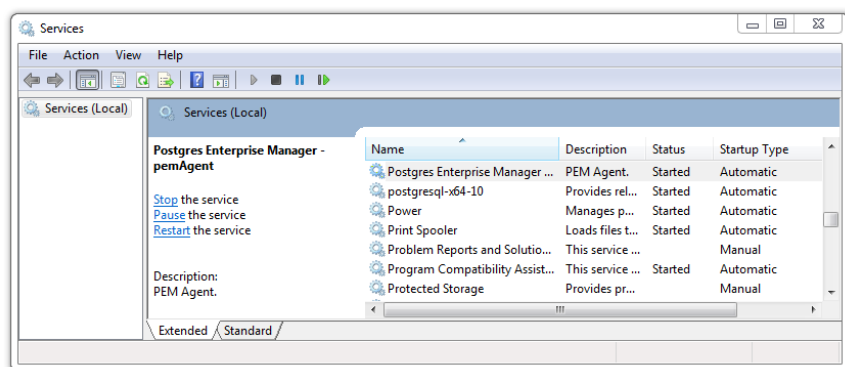 Services
File Action View Help
Services (Local)
Services (Local)
Postgres Enterprise Manager -
pemAgent
Stop the service
Pause the service
Restart the service
Description:
PEM Agent.
Name Description Status Startup Type
Postgres Enterprise Manager ... PEM Agent. Started Automatic
postgresql-x64-10 Provides rel... Started Automatic
Power Manages p... Started Automatic
Print Spooler Loads files t... Started Automatic
Problem Reports and Solutio... This service ... Manual
Program Compatibility Assist... This service ... Started Automatic
Protected Storage Provides pr... Manual
Extended Standard